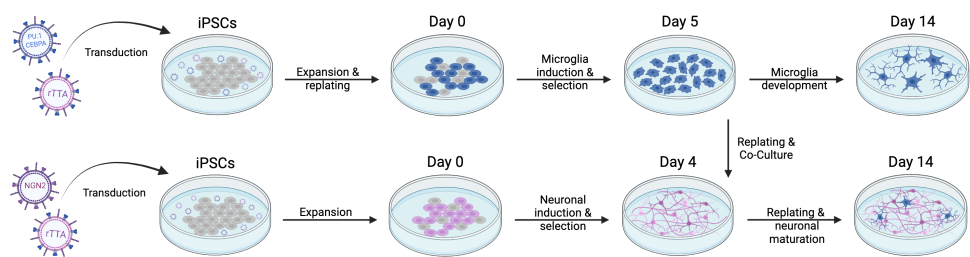 iPSCs
Day 0
Day 5
Day 14
PU.1
CEBPA
Transduction
rTTA
Expansion &
replating
Microglia
induction &
selection
Microglia
development
Replating &
Co-Culture
iPSCs
Day 0
Day 4
Day 14
NGN2
Transduction
rTTA
Expansion
Neuronal
induction &
selection
Replating &
neuronal
maturation